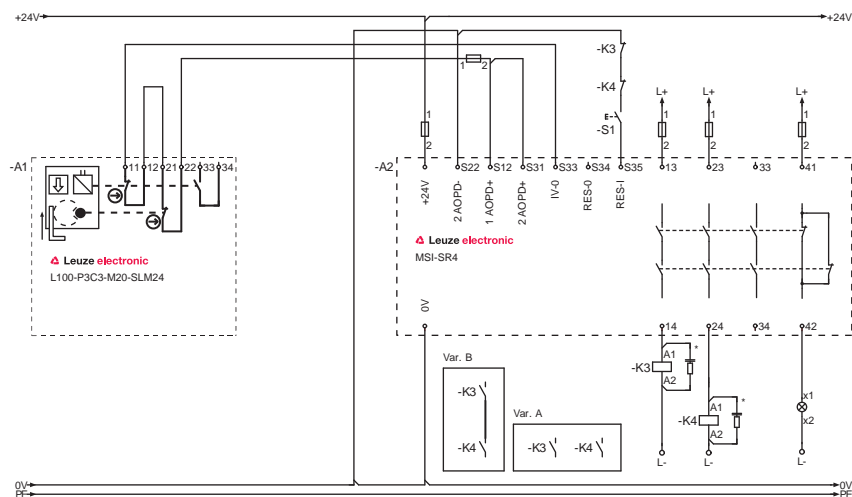 +24V +24V
-K3
-K4
L+ L+ L+
1 2
1 1 1 1
E-
-S1
2 2 2 2
-A1 11 12 21 22 33 34 -A2 S22 S12 S31 S33 S34 S35 13 23 33 41
+24V
2 AOPD-
1 AOPD+
2 AOPD+
IV-0
RES-0
RES-I
Leuze electronic
L100-P3C3-M20-SLM24
Leuze electronic
MSI-SR4
0V
14 24 34 42
Var. B
-K3
-K4
Var. A
-K3 -K4
-K3 A1 *
A2
-K4 A1 *
A2
x1
x2
L- L- L-
0V 0V
PE PE